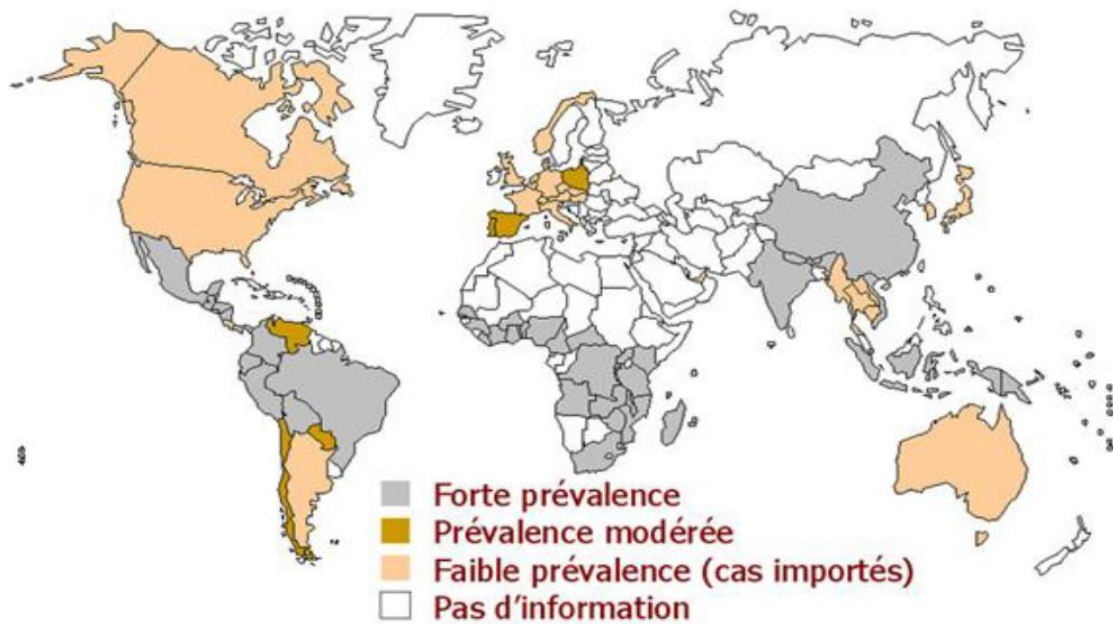 Forte prévalence
Prévalence modérée
Faible prévalence (cas importés)
Pas d'information